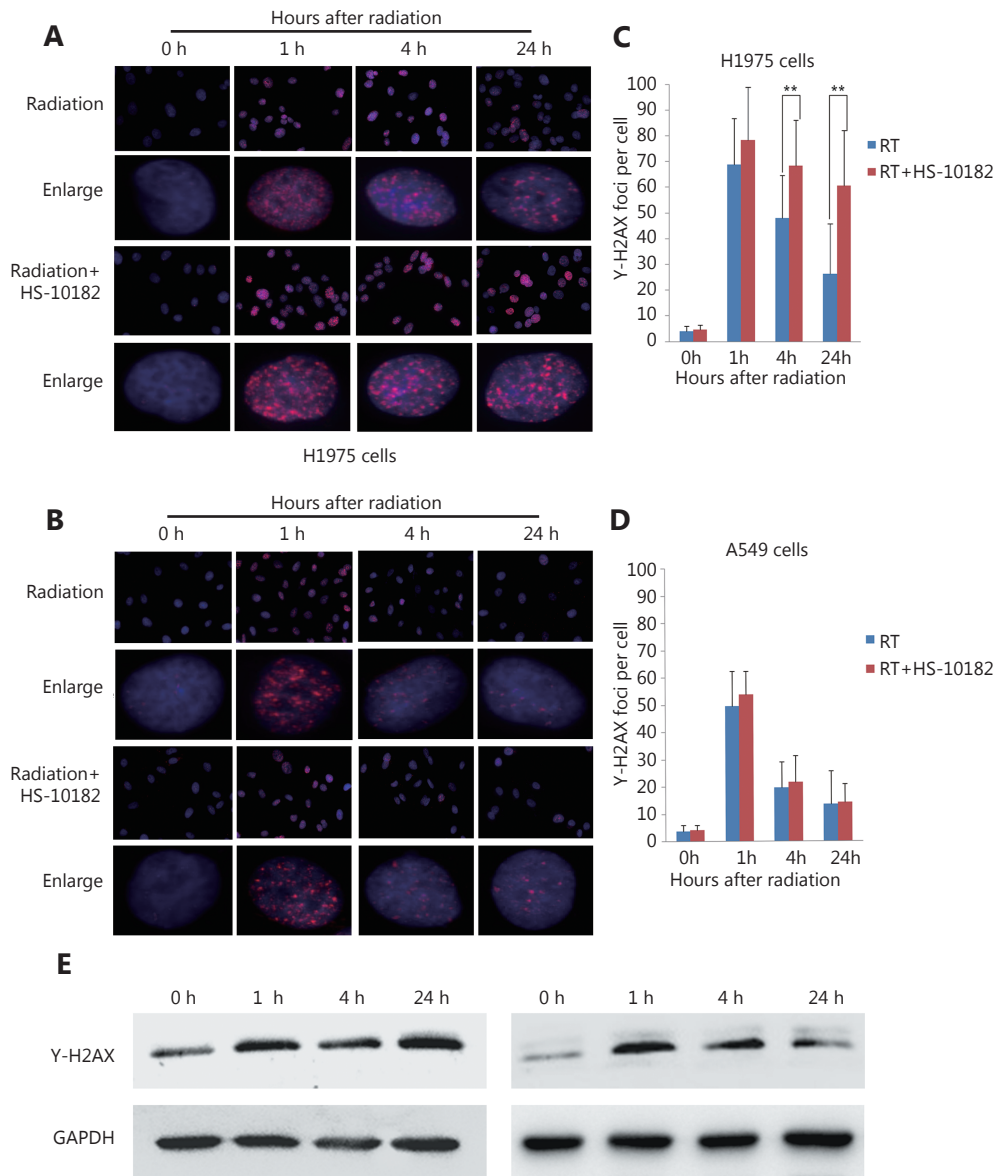 A
Hours after radiation
0 h 1 h 4 h 24 h
Radiation
Enlarge
Radiation+
HS-10182
Enlarge
H1975 cells
B
Hours after radiation
0 h 1 h 4 h 24 h
Radiation
Enlarge
Radiation+
HS-10182
Enlarge
C
H1975 cells
Y-H2AX foci per cell
100
90
80
70
60
50
40
30
20
10
0
** **
RT
RT+HS-10182
0h 1h 4h 24h
Hours after radiation
D
A549 cells
Y-H2AX foci per cell
100
90
80
70
60
50
40
30
20
10
0
RT
RT+HS-10182
0h 1h 4h 24h
Hours after radiation
E
0 h 1 h 4 h 24 h 0 h 1 h 4 h 24 h
Y-H2AX
GAPDH